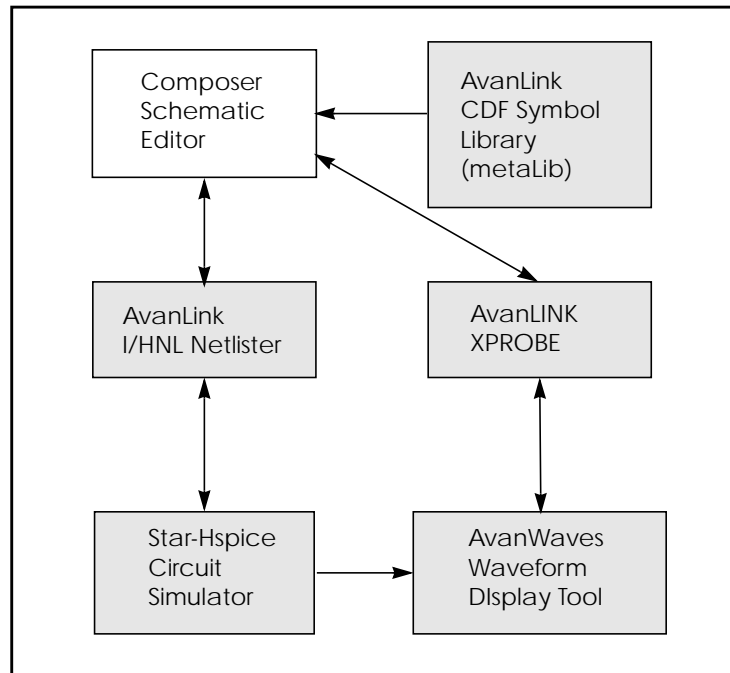 Composer
Schematic
Editor
AvanLink
CDF Symbol
Library
(metaLib)
AvanLink
I/HNL Netlister
AvanLINK
XPROBE
Star-Hspice
Circuit
Simulator
AvanWaves
Waveform
DIsplay Tool